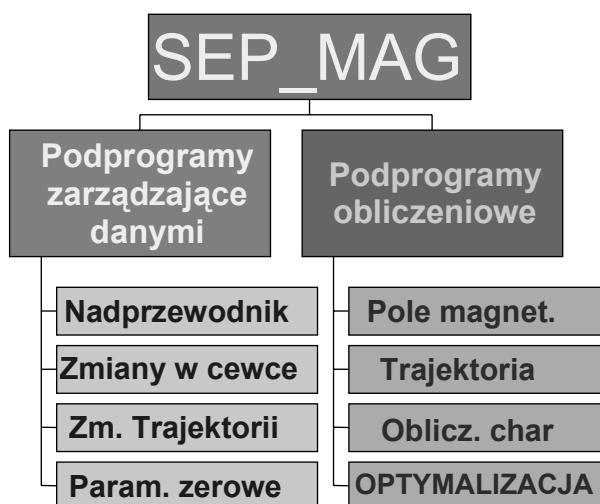 SEP_MAG
Podprogramy
zarządzające
danymi
Podprogramy
obliczeniowe
Nadprzewodnik
Zmiany w cewce
Zm. Trajektorii
Param. zerowe
Pole magnet.
Trajektoria
Oblicz. char
OPTYMALIZACJA